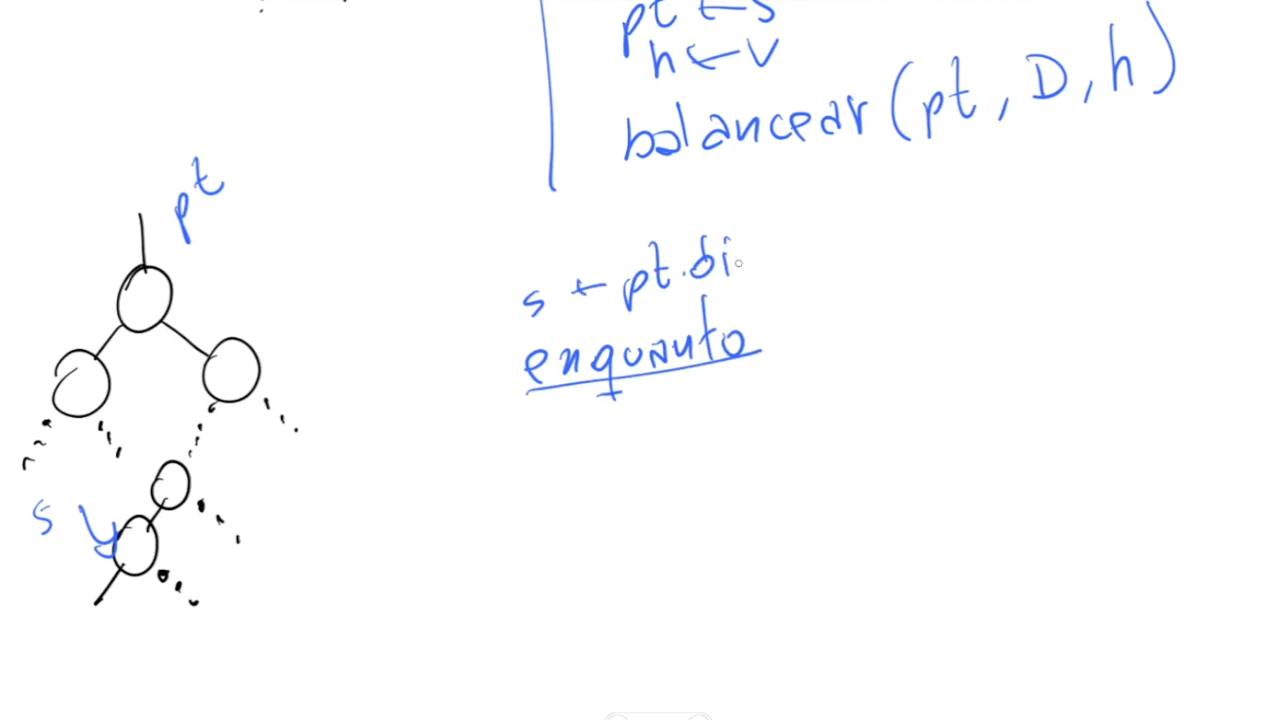 pt ← s
h ← V
balancear (pt, D, h)
pt
s ← pt.di
enquanto
s y